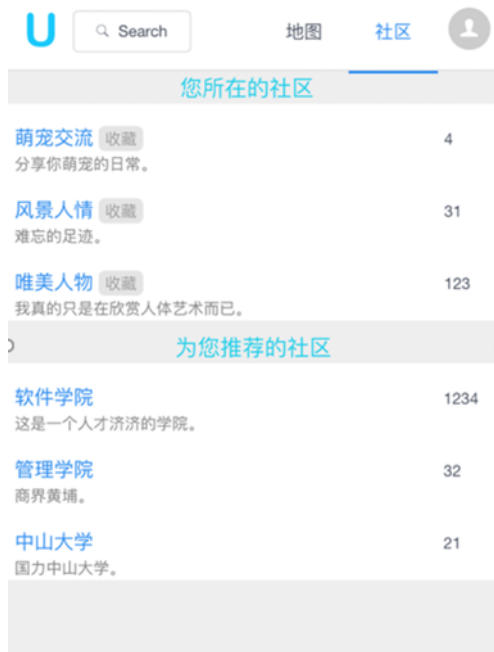 U Search 地图 社区
您所在的社区
萌宠交流 收藏 4
分享你萌宠的日常。
风景人情 收藏 31
难忘的足迹。
唯美人物 收藏 123
我真的只是在欣赏人体艺术而已。
为您推荐的社区
软件学院 1234
这是一个人才济济的学院。
管理学院 32
商界黄埔。
中山大学 21
国力中山大学。